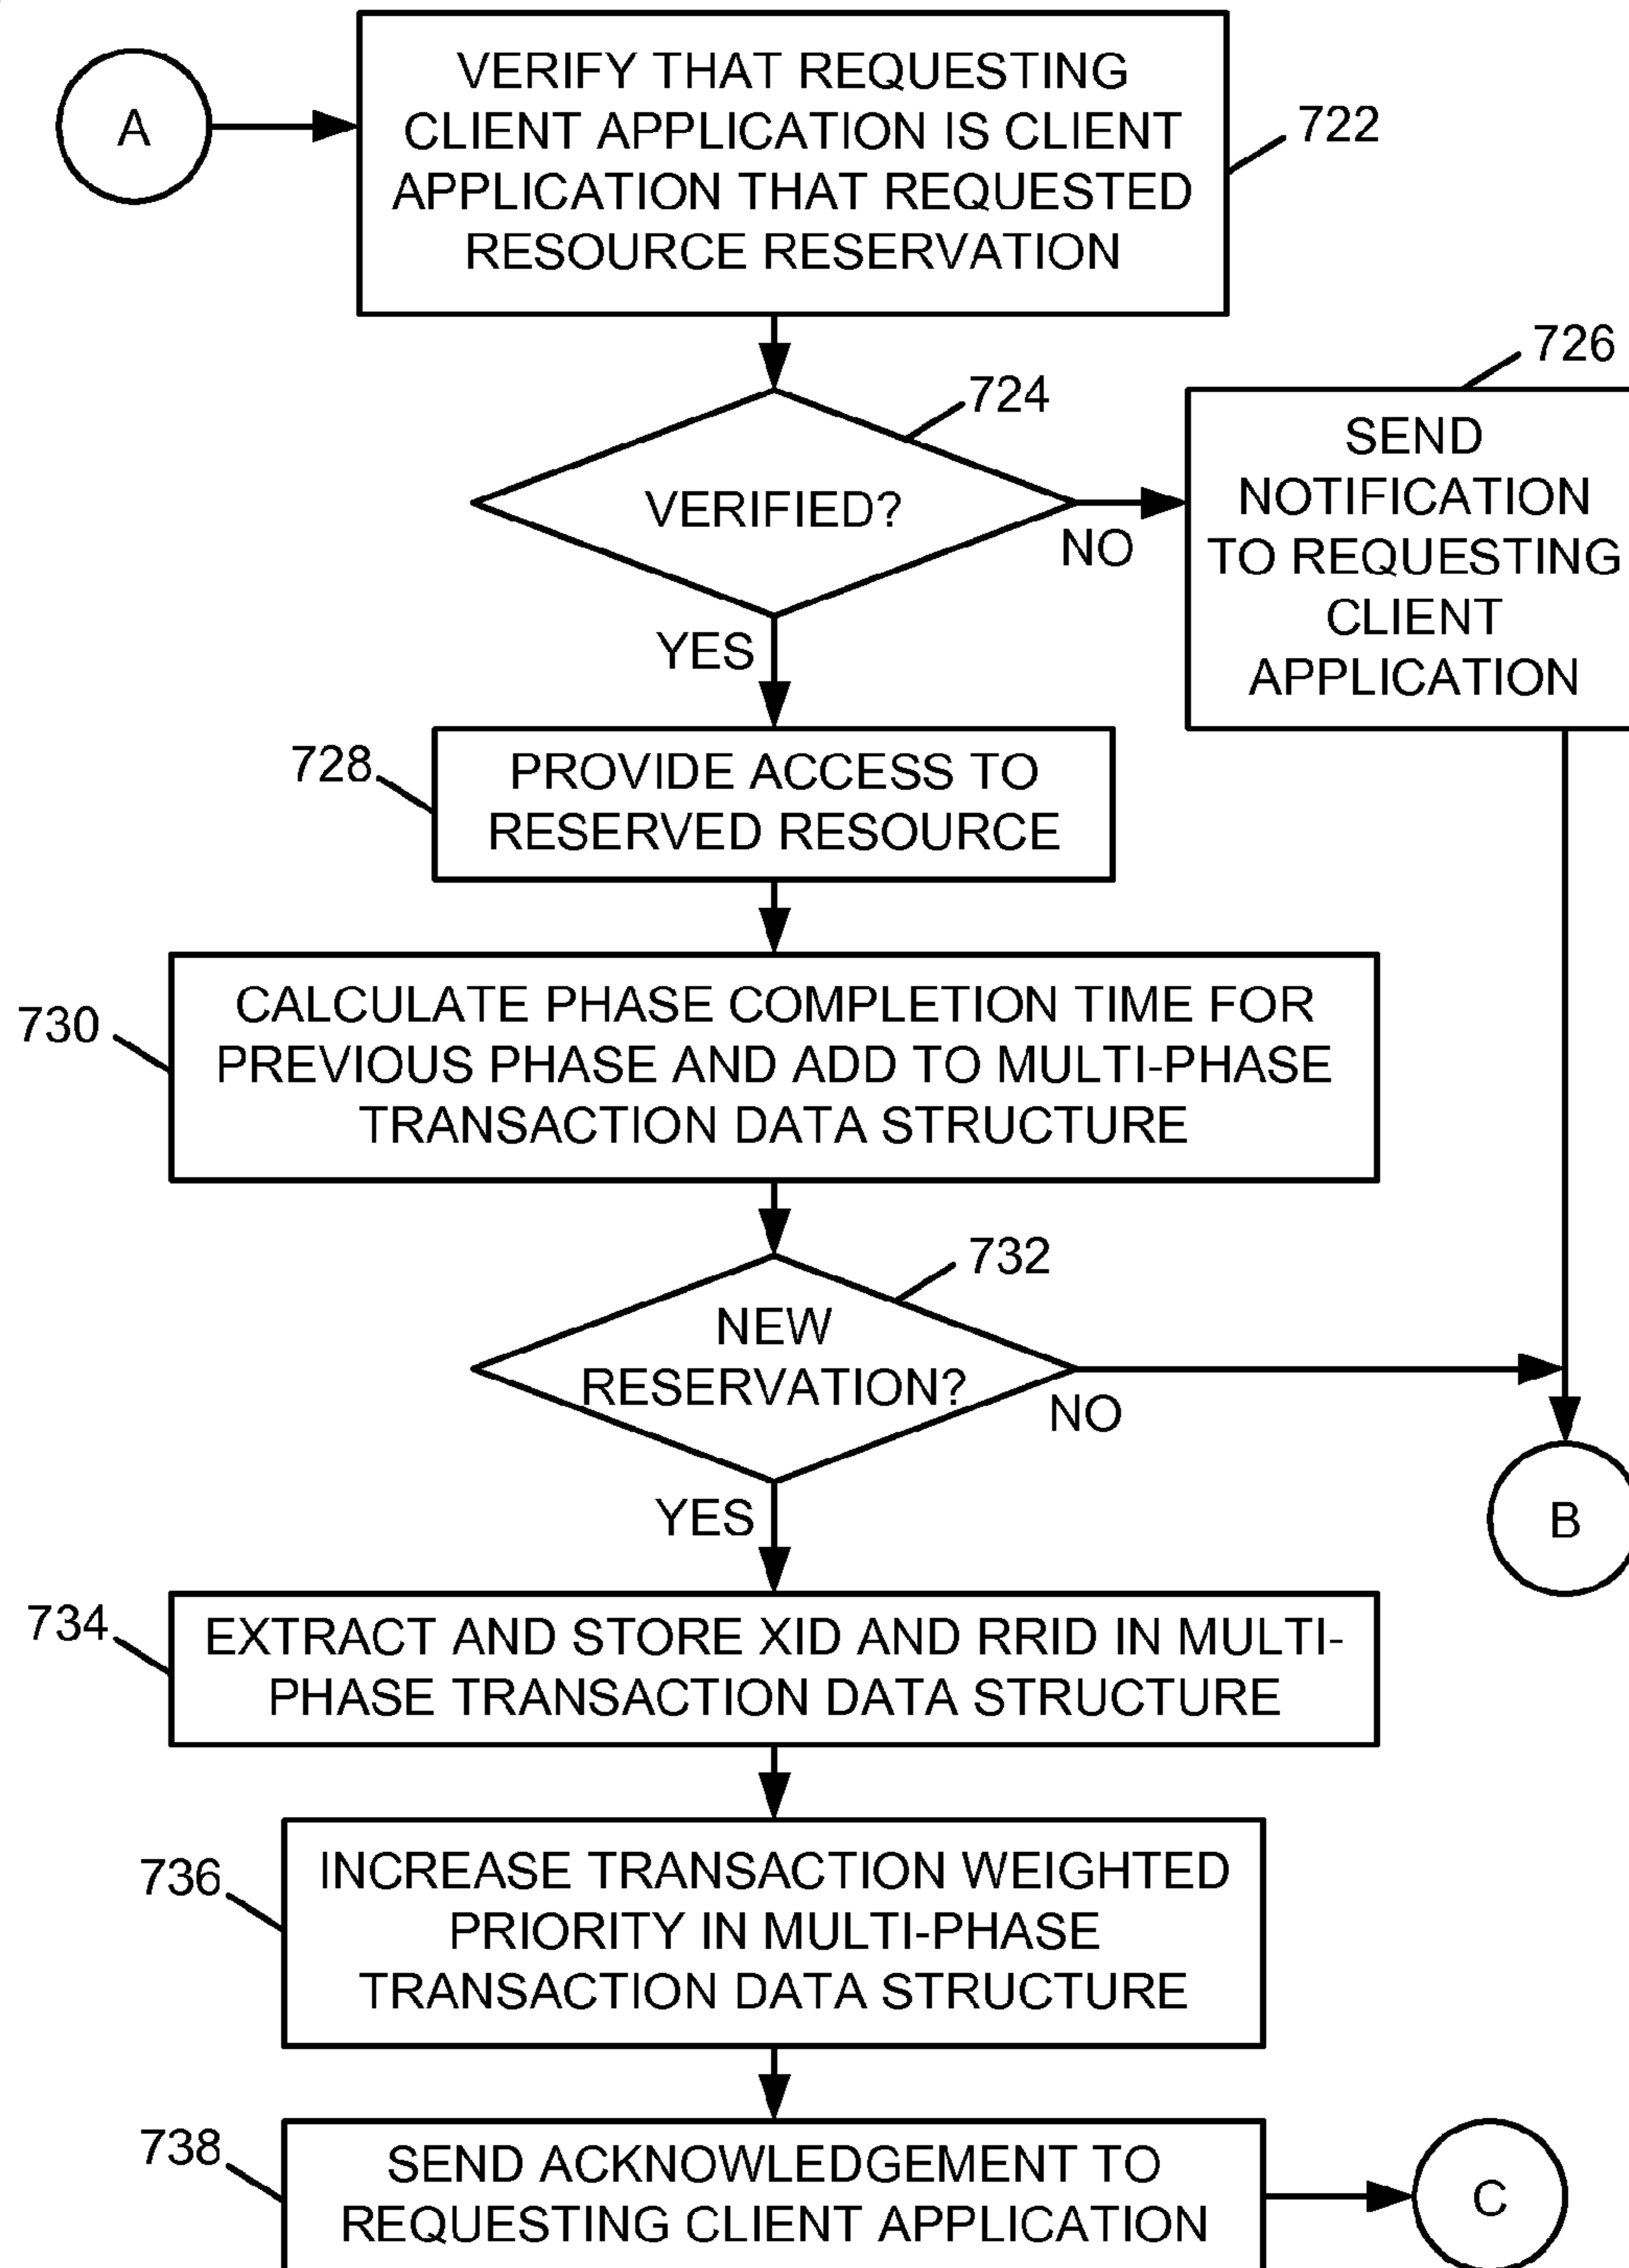 A
VERIFY THAT REQUESTING
CLIENT APPLICATION IS CLIENT
APPLICATION THAT REQUESTED
RESOURCE RESERVATION
722
724
VERIFIED?
NO
YES
726
SEND
NOTIFICATION
TO REQUESTING
CLIENT
APPLICATION
728
PROVIDE ACCESS TO
RESERVED RESOURCE
730
CALCULATE PHASE COMPLETION TIME FOR
PREVIOUS PHASE AND ADD TO MULTI-PHASE
TRANSACTION DATA STRUCTURE
732
NEW
RESERVATION?
NO
YES
B
734
EXTRACT AND STORE XID AND RRID IN MULTI-
PHASE TRANSACTION DATA STRUCTURE
736
INCREASE TRANSACTION WEIGHTED
PRIORITY IN MULTI-PHASE
TRANSACTION DATA STRUCTURE
738
SEND ACKNOWLEDGEMENT TO
REQUESTING CLIENT APPLICATION
C